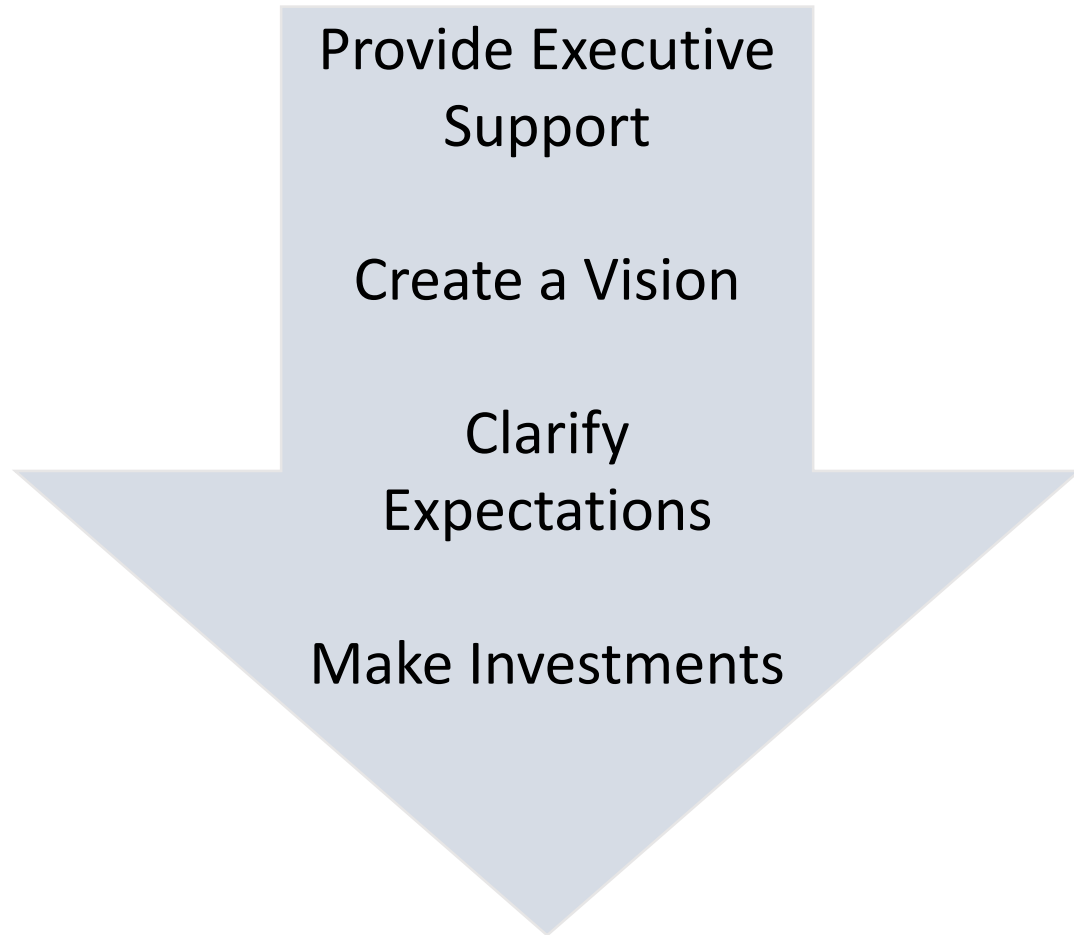 Provide Executive
Support
Create a Vision
Clarify
Expectations
Make Investments